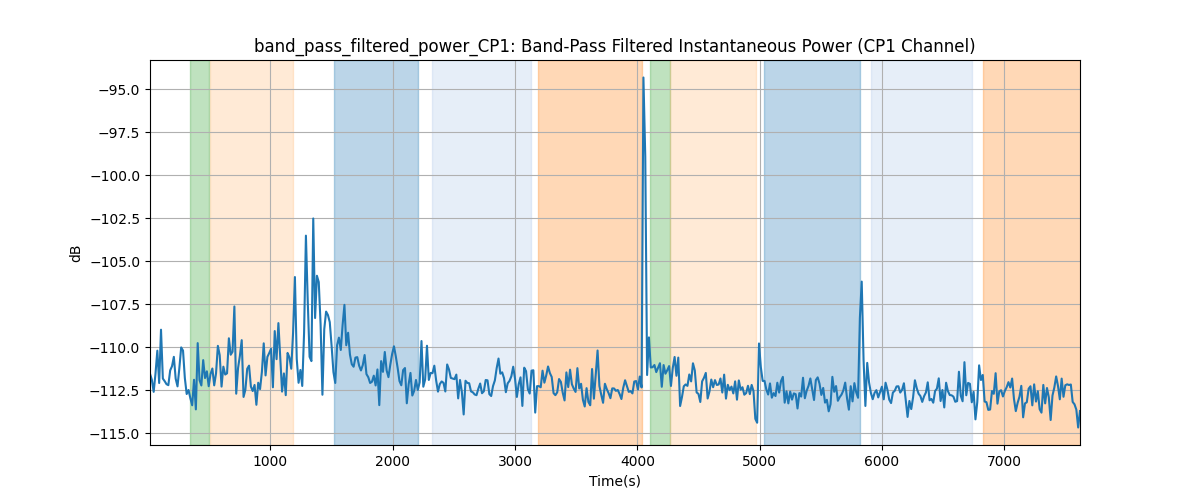 band_pass_filtered_power_CP1: Band-Pass Filtered Instantaneous Power (CP1 Channel)
−95.0
−97.5
−100.0
−102.5
−105.0
−107.5
−110.0
−112.5
−115.0
dB
1000 2000 3000 4000 5000 6000 7000
Time(s)